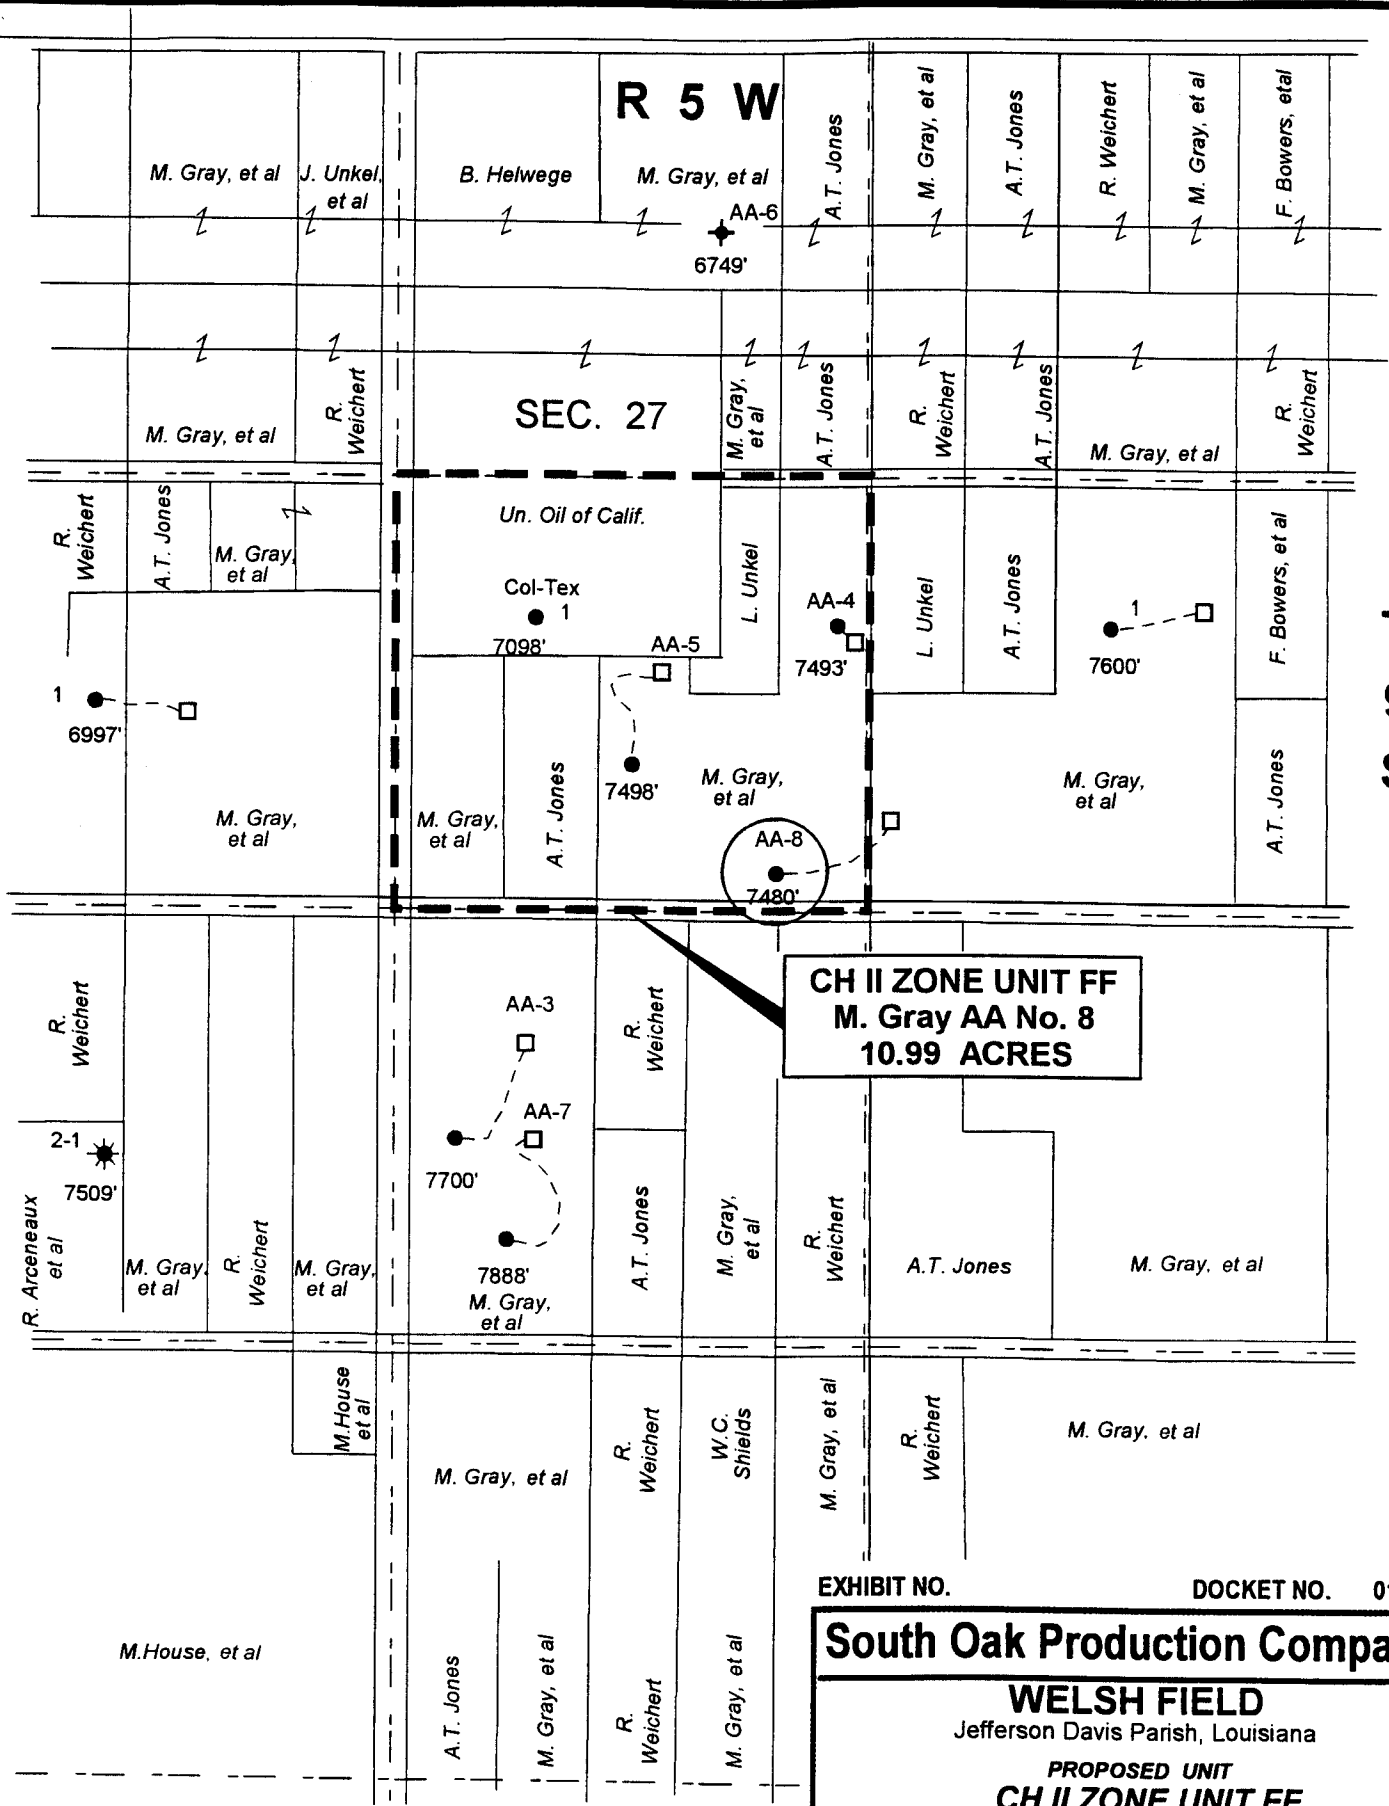 R 5 W
M. Gray, et al
J. Unkel,
et al
B. Helwege
M. Gray, et al
A.T. Jones
M. Gray, et al
A.T. Jones
R. Weichert
M. Gray, et al
F. Bowers, etal
AA-6
6749'
M. Gray, et al
R.
Weichert
SEC. 27
M. Gray,
et al
A.T. Jones
R.
Weichert
A.T. Jones
M. Gray, et al
R.
Weichert
R.
Weichert
A.T. Jones
M. Gray,
et al
Un. Oil of Calif.
L. Unkel
L. Unkel
A.T. Jones
F. Bowers, et al
Col-Tex
1
7098'
AA-5
AA-4
7493'
1
7600'
1
6997'
7498'
M. Gray,
et al
M. Gray,
et al
M. Gray,
et al
M. Gray,
et al
A.T. Jones
A.T. Jones
AA-8
7480'
CH II ZONE UNIT FF
M. Gray AA No. 8
10.99 ACRES
R.
Weichert
AA-3
R.
Weichert
AA-7
7700'
2-1
7509'
R. Arceneaux
et al
M. Gray,
et al
R.
Weichert
M. Gray,
et al
7888'
M. Gray,
et al
A.T. Jones
M. Gray,
et al
R.
Weichert
A.T. Jones
M. Gray, et al
M.House
et al
M. Gray, et al
R.
Weichert
W.C.
Shields
M. Gray, et al
R.
Weichert
M. Gray, et al
M.House, et al
A.T. Jones
M. Gray, et al
R.
Weichert
M. Gray, et al
EXHIBIT NO.
DOCKET NO.
South Oak Production
WELSH FIELD
Jefferson Davis Parish, Louisiana
PROPOSED UNIT
CH II ZONE UNIT FF